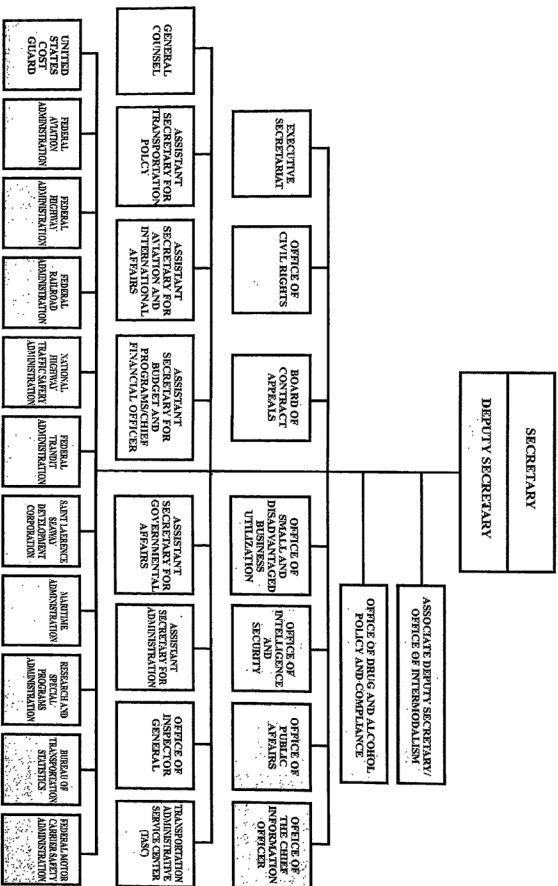 SECRETARY
DEPUTY SECRETARY
ASSOCIATE DEPUTY SECRETARY/
OFFICE OF INTERMODALISM
OFFICE OF DRUG AND ALCOHOL
POLICY AND COMPLIANCE
EXECUTIVE
SECRETARIAT
OFFICE OF
CIVIL RIGHTS
BOARD OF
CONTRACT
APPEALS
OFFICE OF
SMALL AND
DISADVANTAGED
BUSINESS
UTILIZATION
OFFICE OF
INTELLIGENCE
AND
SECURITY
OFFICE OF
PUBLIC
AFFAIRS
OFEICE OF
THE CHIEF
INFORMATION
OFFICER
GENERAL
COUNSEL
ASSISTANT
SECRETARY FOR
TRANSPORTATION
POLCY
ASSISTANT
SECRETARY FOR
AVIATION AND
INTERNATIONAL
AFFAIRS
ASSISTANT
SECRETARY FOR
BUDGET AND
PROGRAMS/CHIEF
FINANCIAL OFFICER
ASSISTANT
SECRETARY FOR
GOVERNMENTAL
AFFAIRS
ASSISTANT
SECRETARY FOR
ADMINISTRATION
OFFICE OF
INSPECTOR
GENERAL
TRANSPORTATION
ADMINISTRATIVE
SERVICE CENTER
(TASC)
UNITED
STATES
COST
GUARD
FEDERAL
AVIATION
ADMINISTRATION
FEDERAL
HIGHWAY
ADMINISTRATION
FEDERAL
RAILROAD
ADMINISTRATION
NATIONAL
HIGHWAY
TRAFFIC SAFERY
ADMINISTRATION
FEDERAL
TRANDIT
ADMINISTRATION
SAINT LAERENCE
SEAWAY
DEVELOPMENT
CORPORATION
MARITIME
ADMINISTRATION
RESEARCH AND
SPECIAL
PROGRAMS
ADMINISTRATION
BUREAU OF
TRANSPORTATION
STATISTICS
FEDERAL MOTOR
CARRIER SAFETY
ADMINISTRATION